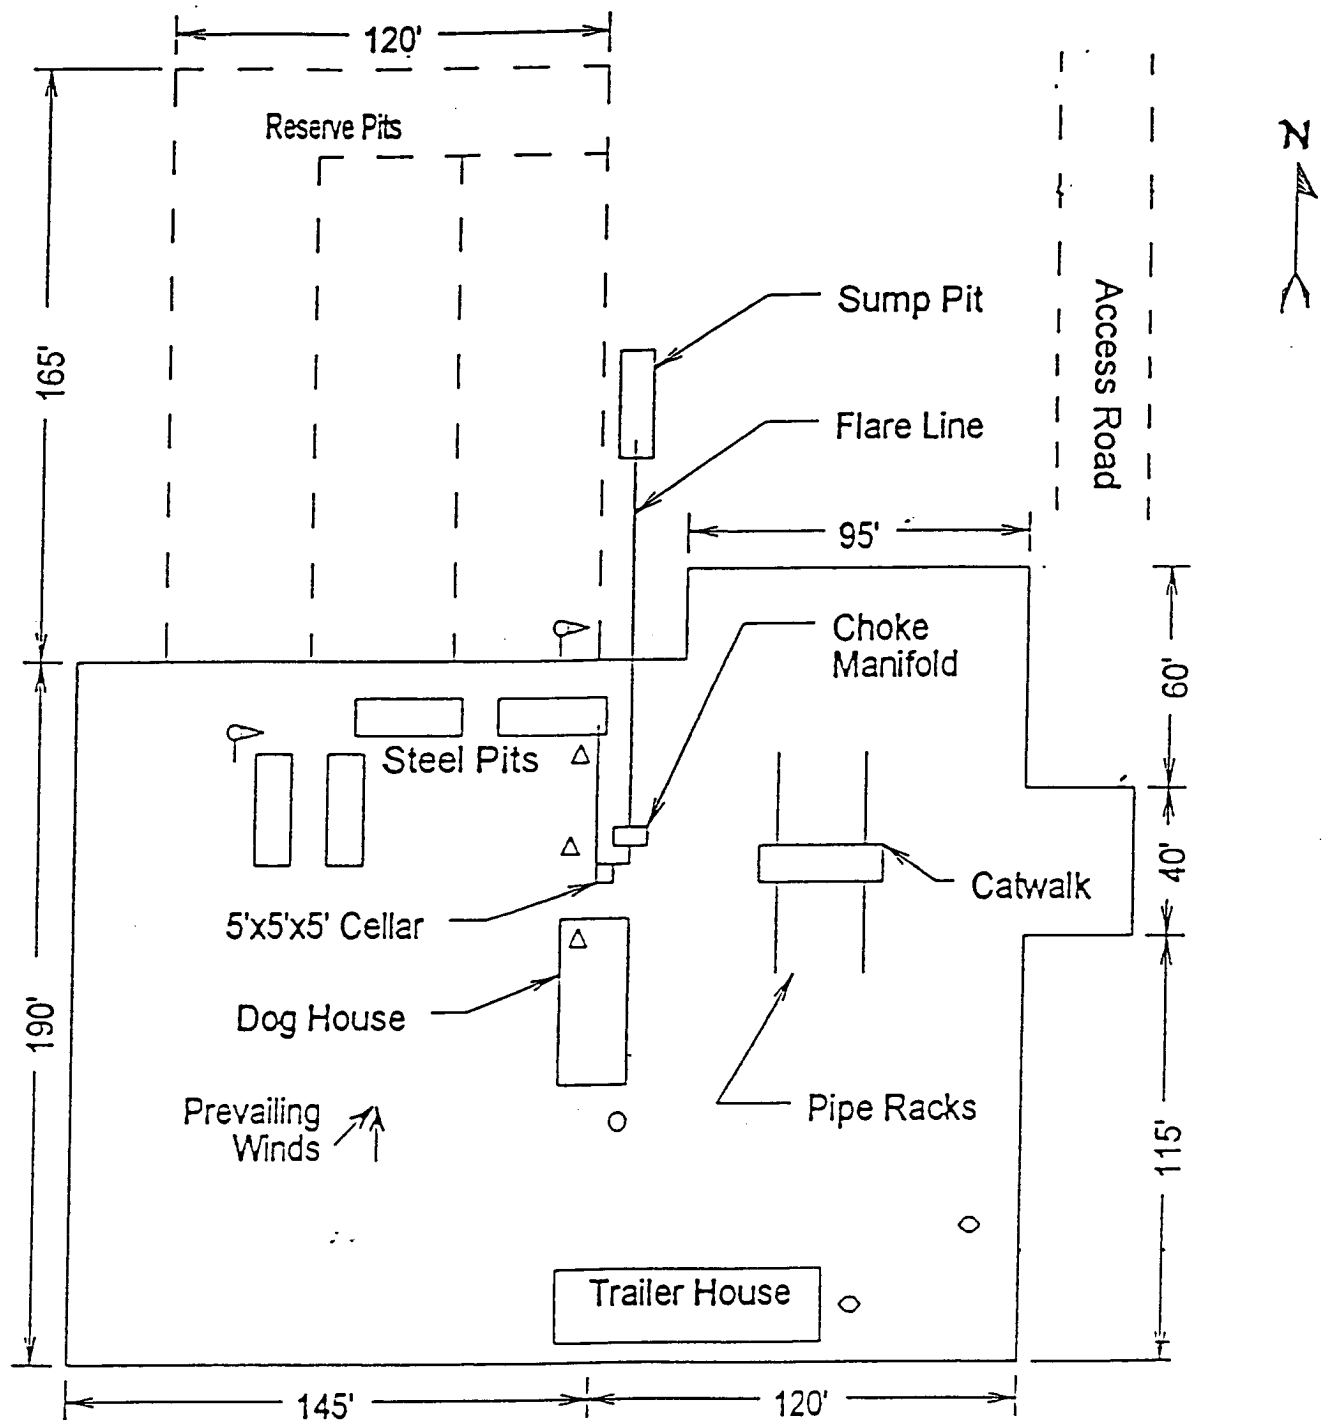 120'
Reserve Pits
N
Sump Pit
165'
Access Road
Flare Line
95'
Choke
Manifold
60'
Steel Pits
40'
Catwalk
5'x5'x5' Cellar
190'
Dog House
Prevailing
Winds
Pipe Racks
115'
Trailer House
145'
120'